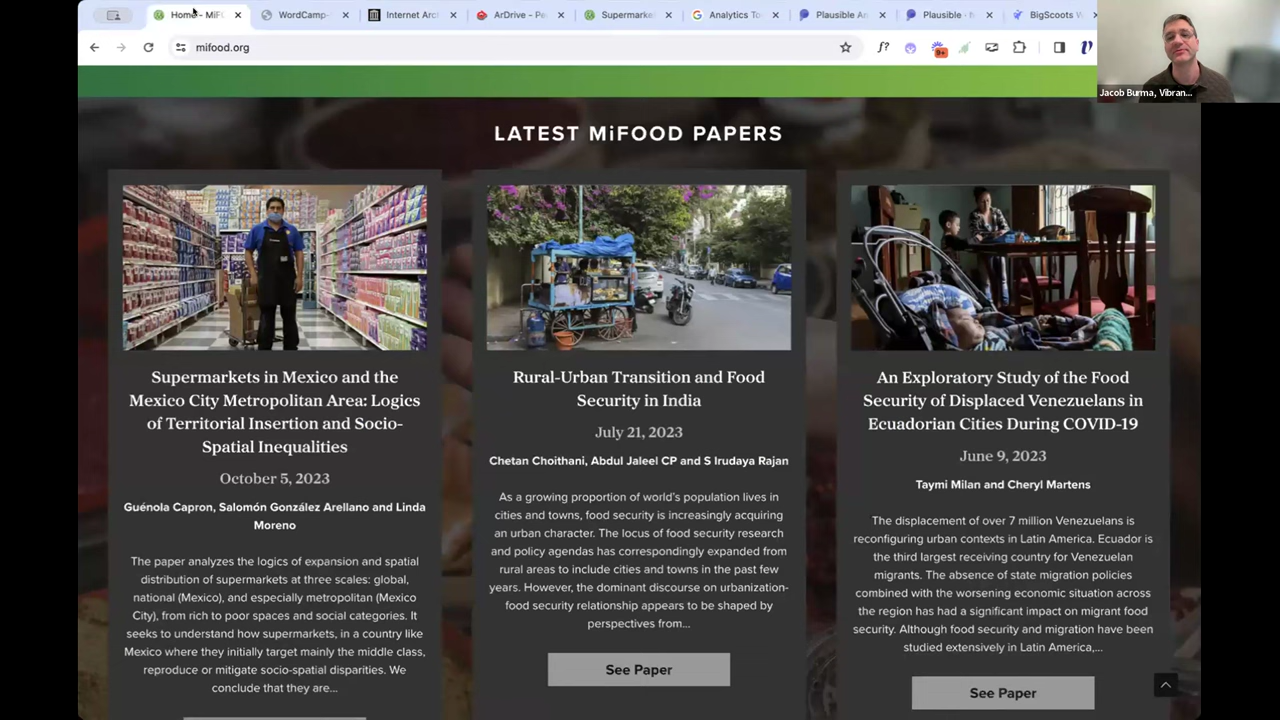 Home - MiFO
WordCamp-
Internet Arc
ArDrive - Pe
Supermarke
Analytics To
Plausible An
Plausible · 
BigScoots W
mifood.org
f?
9+
Jacob Burma, Vibran...
LATEST MiFOOD PAPERS
Supermarkets in Mexico and the
Mexico City Metropolitan Area: Logics
of Territorial Insertion and Socio-
Spatial Inequalities
October 5, 2023
Guénola Capron, Salomón González Arellano and Linda
Moreno
The paper analyzes the logics of expansion and spatial
distribution of supermarkets at three scales: global,
national (Mexico), and especially metropolitan (Mexico
City), from rich to poor spaces and social categories. It
seeks to understand how supermarkets, in a country like
Mexico where they initially target mainly the middle class,
reproduce or mitigate socio-spatial disparities. We
conclude that they are...
Rural-Urban Transition and Food
Security in India
July 21, 2023
Chetan Choithani, Abdul Jaleel CP and S Irudaya Rajan
As a growing proportion of world's population lives in
cities and towns, food security is increasingly acquiring
an urban character. The locus of food security research
and policy agendas has correspondingly expanded from
rural areas to include cities and towns in the past few
years. However, the dominant discourse on urbanization-
food security relationship appears to be shaped by
perspectives from...
See Paper
An Exploratory Study of the Food
Security of Displaced Venezuelans in
Ecuadorian Cities During COVID-19
June 9, 2023
Taymi Milan and Cheryl Martens
The displacement of over 7 million Venezuelans is
reconfiguring urban contexts in Latin America. Ecuador is
the third largest receiving country for Venezuelan
migrants. The absence of state migration policies
combined with the worsening economic situation across
the region has had a significant impact on migrant food
security. Although food security and migration have been
studied extensively in Latin America,...
See Paper